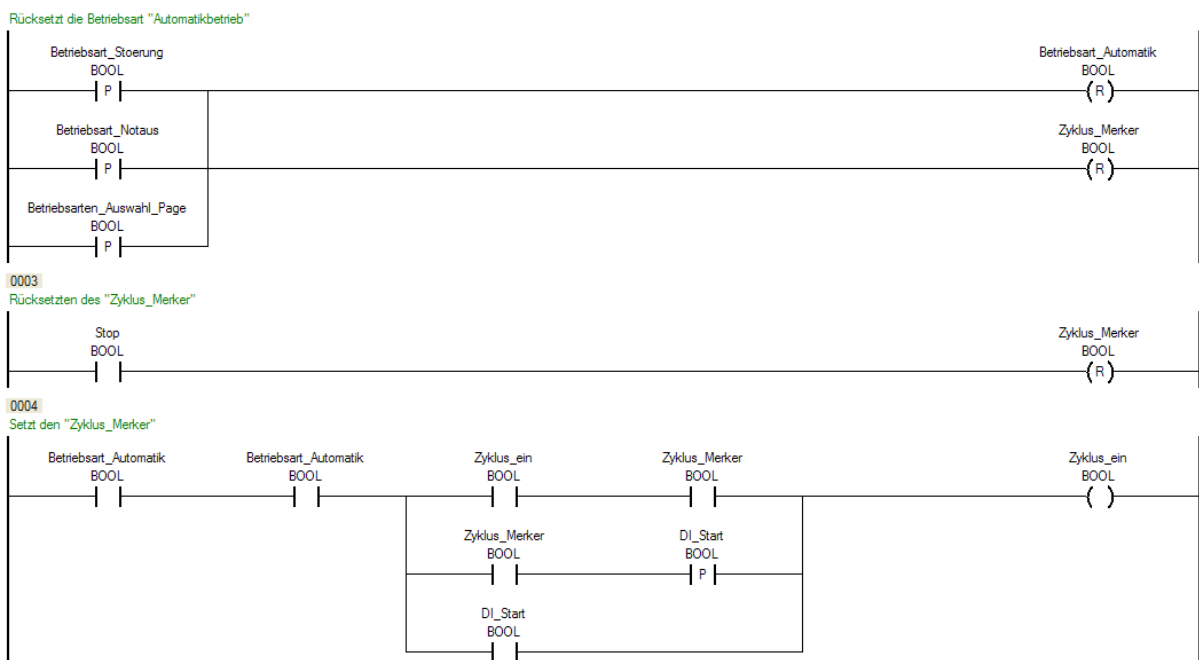 Rücksetzt die Betriebsart "Automatikbetrieb"
Betriebsart_Stoerung
BOOL
P
Betriebsart_Automatik
BOOL
R
Betriebsart_Notaus
BOOL
P
Zyklus_Merker
BOOL
R
Betriebsarten_Auswahl_Page
BOOL
P
0003
Rücksetzten des "Zyklus_Merker"
Stop
BOOL
Zyklus_Merker
BOOL
R
0004
Setzt den "Zyklus_Merker"
Betriebsart_Automatik
BOOL
Betriebsart_Automatik
BOOL
Zyklus_ein
BOOL
Zyklus_Merker
BOOL
Zyklus_ein
BOOL
Zyklus_Merker
BOOL
DI_Start
BOOL
P
DI_Start
BOOL